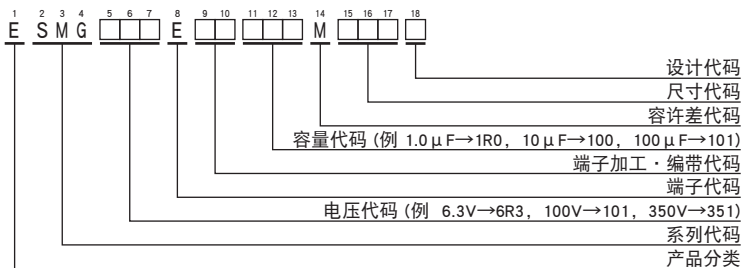 1 2 3 4 5 6 7 8 9 10 11 12 13 14 15 16 17 18
E SMG □□□ E □□ □□□ M □□□ □
设计代码
尺寸代码
容许差代码
容量代码 (例 1.0μF→1R0, 10μF→100, 100μF→101)
端子加工・编带代码
端子代码
电压代码 (例 6.3V→6R3, 100V→101, 350V→351)
系列代码
产品分类